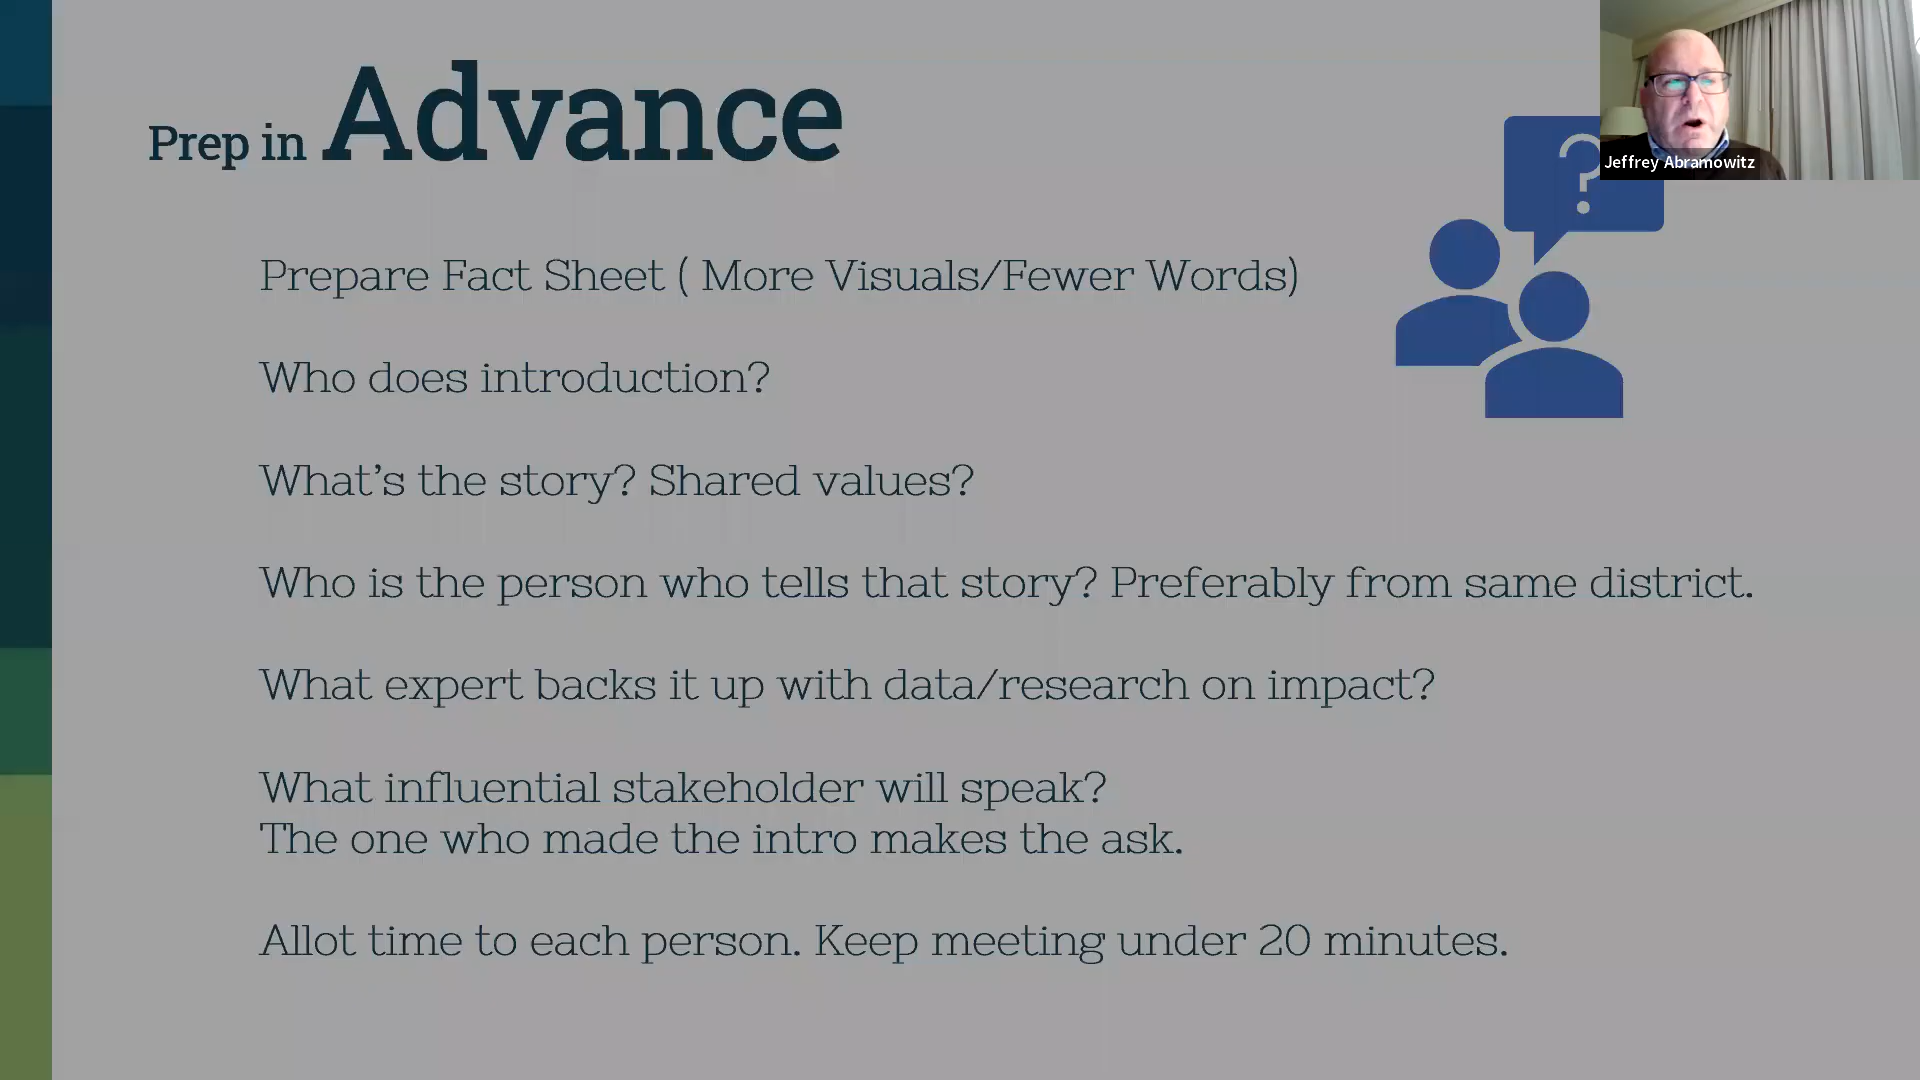 Prep in Advance
Jeffrey Abramowitz
?
Prepare Fact Sheet ( More Visuals/Fewer Words)
Who does introduction?
What’s the story? Shared values?
Who is the person who tells that story? Preferably from same district.
What expert backs it up with data/research on impact?
What influential stakeholder will speak?
The one who made the intro makes the ask.
Allot time to each person. Keep meeting under 20 minutes.